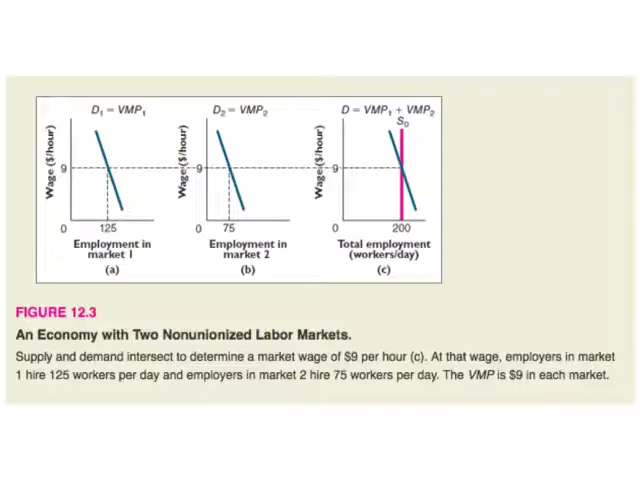 D₁ = VMP₁
D₂ = VMP₂
D = VMP₁ + VMP₂
S₀
Wage ($/hour)
9
0
125
Employment in
market 1
(a)
Wage ($/hour)
9
0
75
Employment in
market 2
(b)
Wage ($/hour)
9
0
200
Total employment
(workers/day)
(c)
FIGURE 12.3
An Economy with Two Nonunionized Labor Markets.
Supply and demand intersect to determine a market wage of $9 per hour (c). At that wage, employers in market
1 hire 125 workers per day and employers in market 2 hire 75 workers per day. The VMP is $9 in each market.